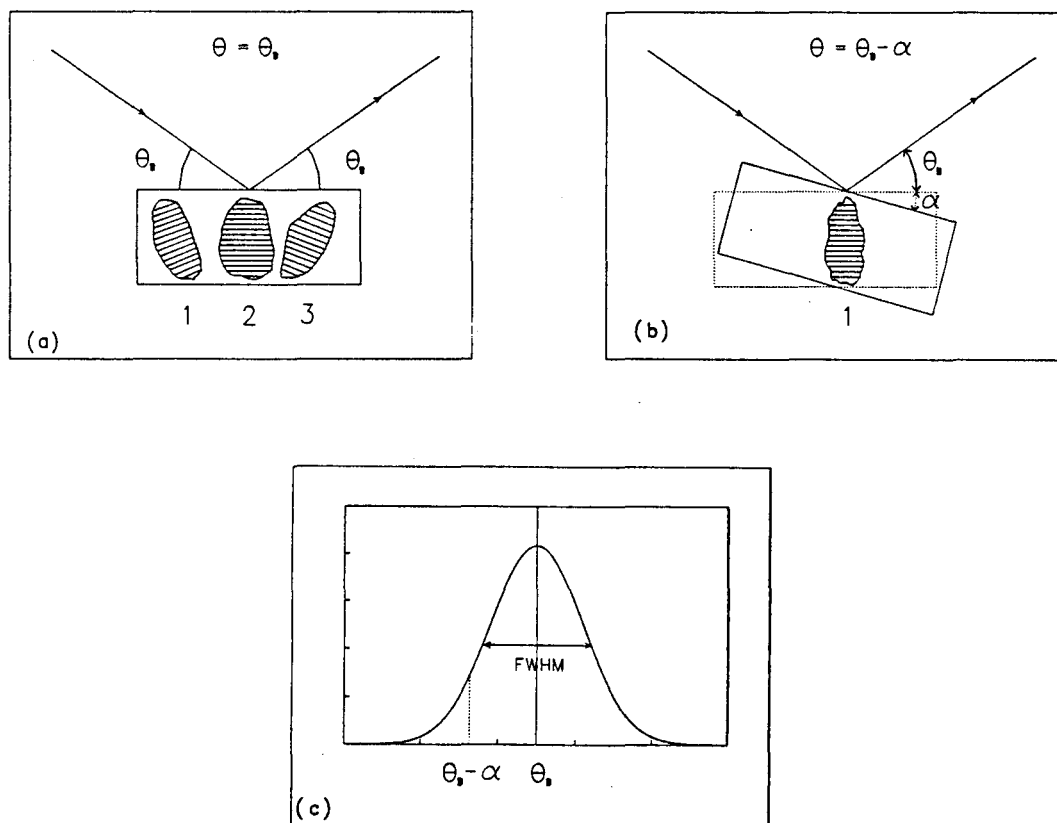 θ = θB
θB θB
1 2 3
(a)
θ = θB-α
θB
α
1
(b)
FWHM
θB-α θB
(c)